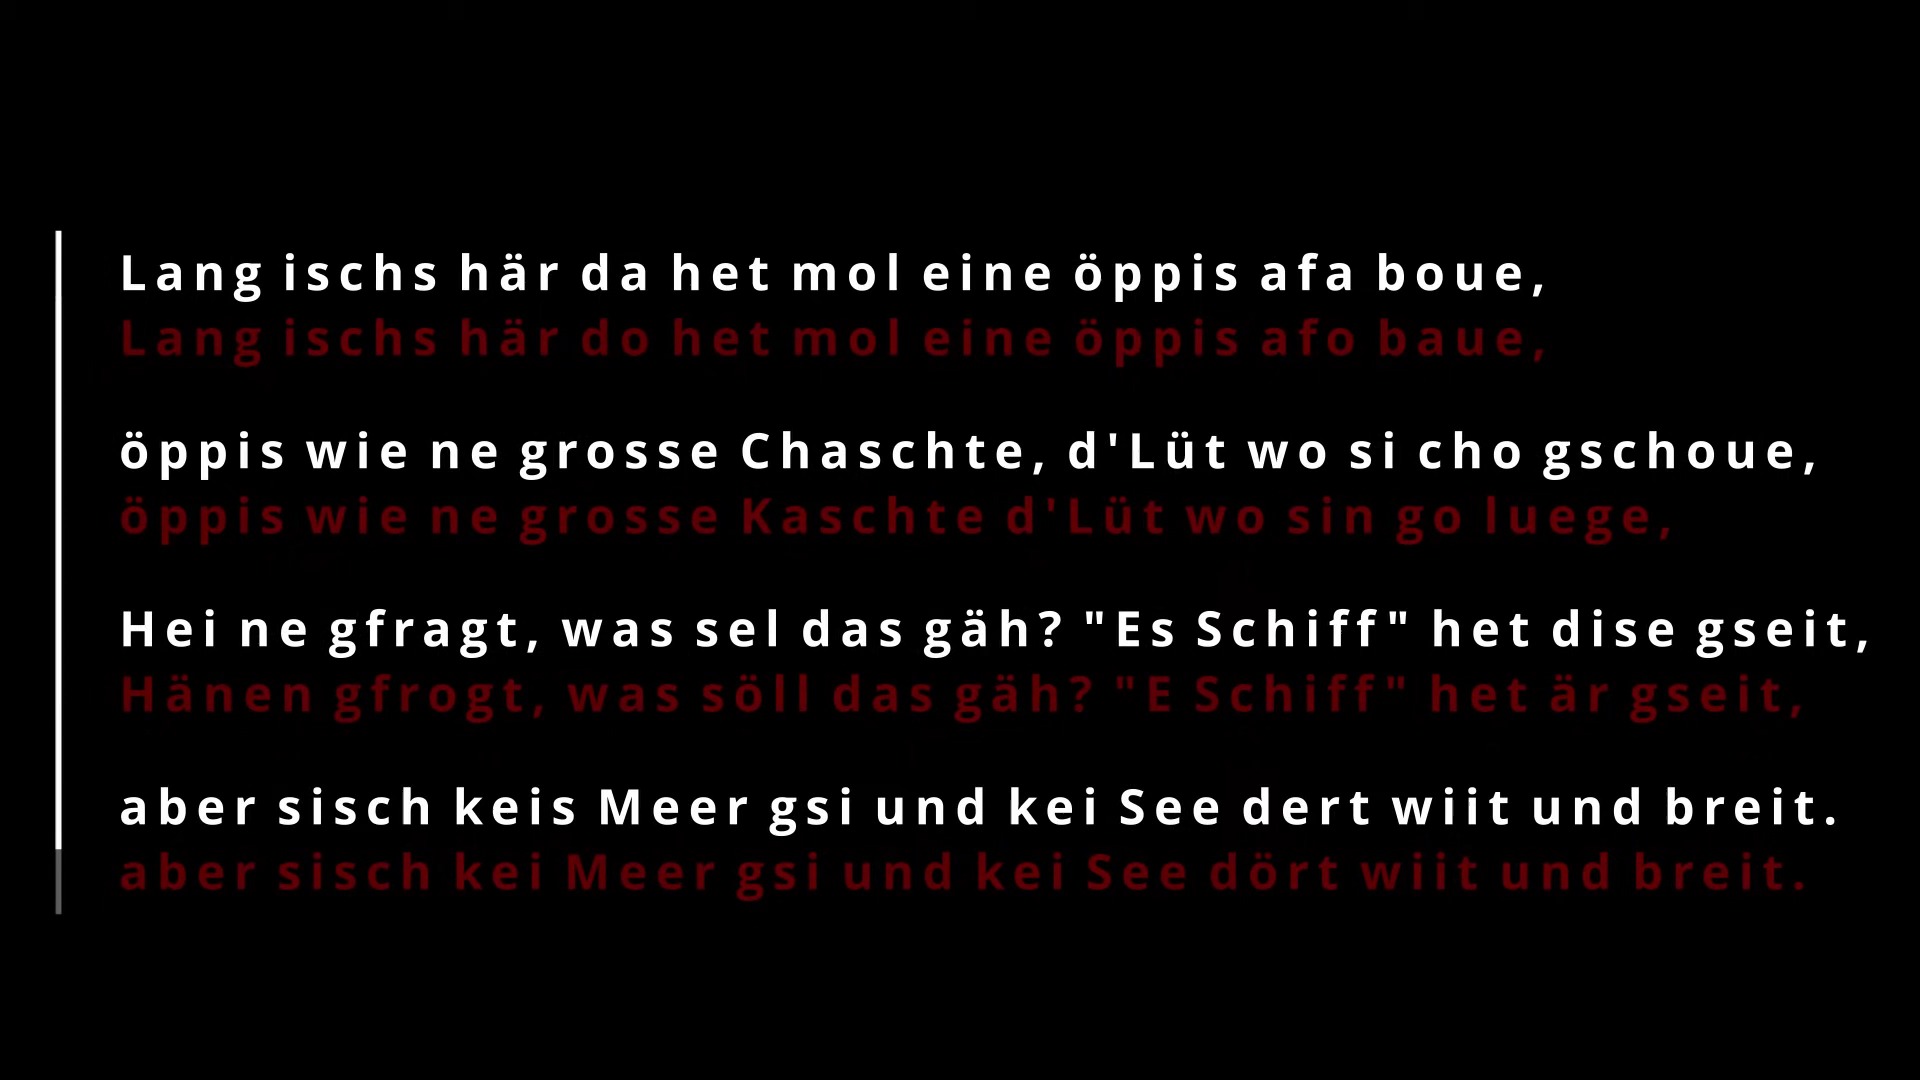 Lang ischs här da het mol eine öppis afa boue,
Lang ischs här do het mol eine öppis afo baue,
öppis wie ne grosse Chaschte, d'Lüt wo si cho gschoue,
öppis wie ne grosse Kaschte d'Lüt wo sin go luege,
Hei ne gfragt, was sel das gäh? "Es Schiff" het dise gseit,
Hänen gfrogt, was söll das gäh? "E Schiff" het är gseit,
aber sisch keis Meer gsi und kei See dert wiit und breit.
aber sisch kei Meer gsi und kei See dört wiit und breit.